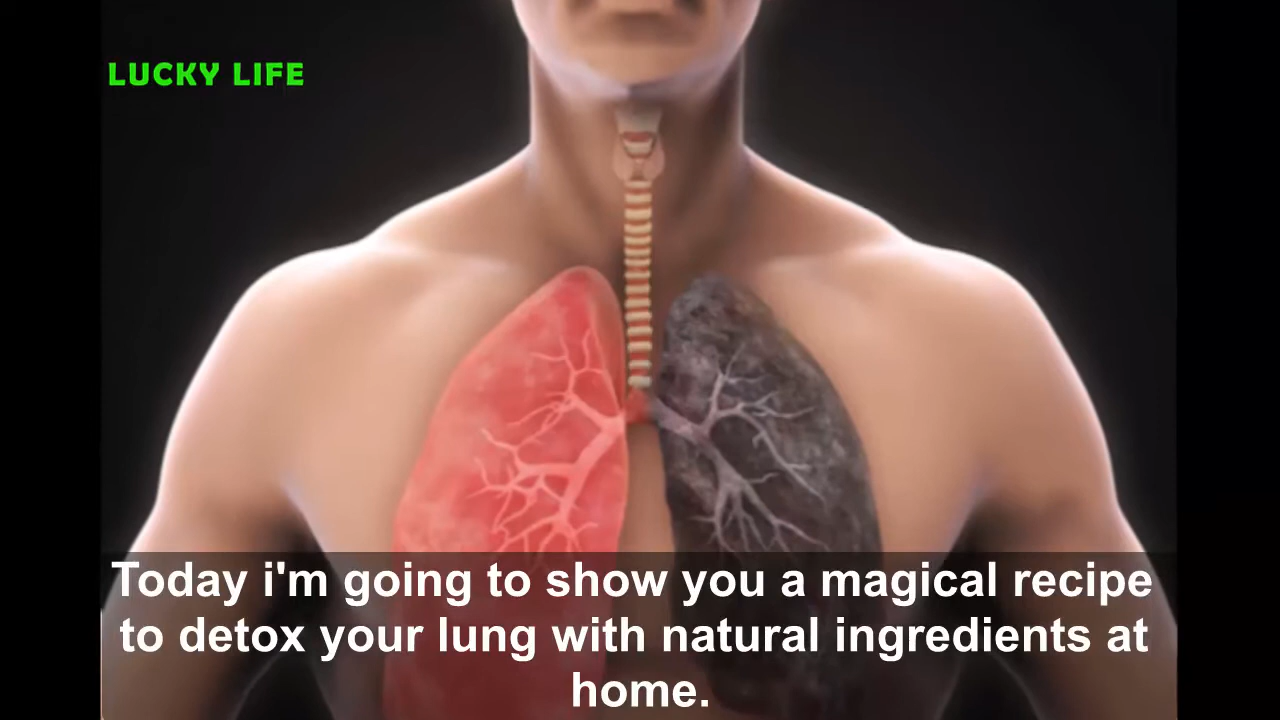 LUCKY LIFE
Today i'm going to show you a magical recipe
to detox your lung with natural ingredients at
home.